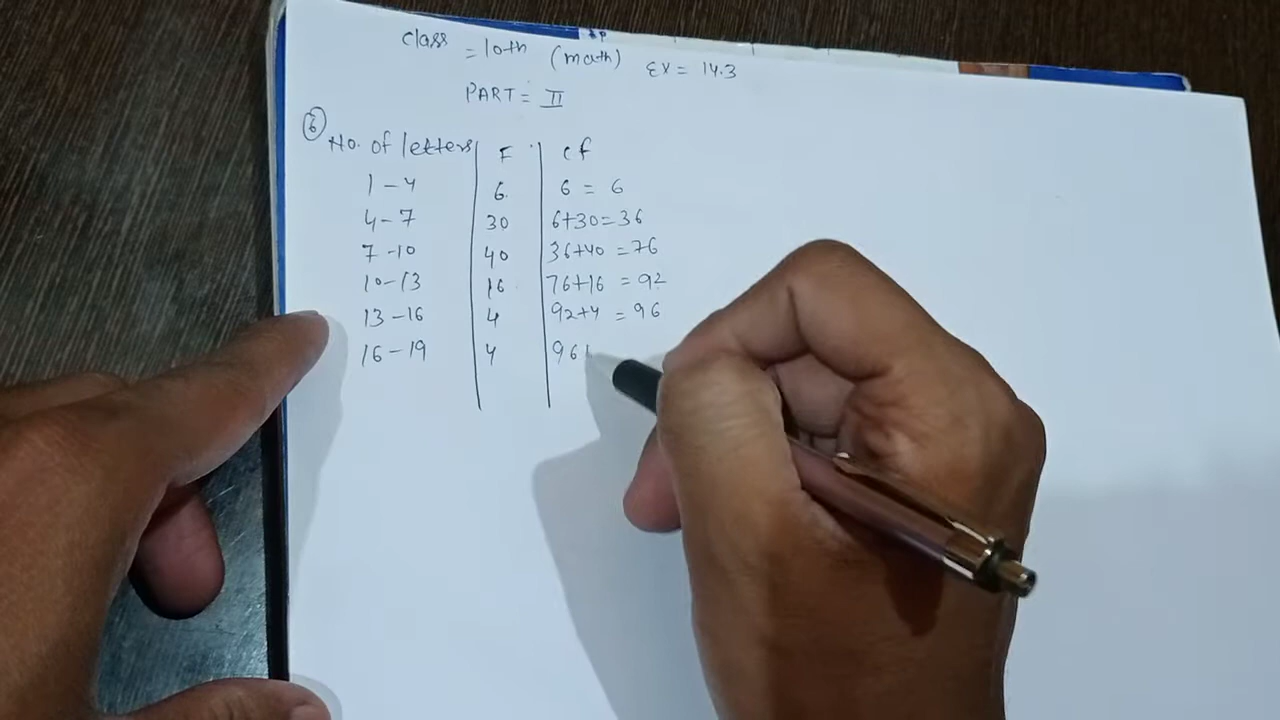 class = 10th (math) Ex = 14.3
PART = II
6 No. of letters F cf
1-4 6 6 = 6
4-7 30 6+30=36
7-10 40 36+40=76
10-13 16 76+16=92
13-16 4 92+4=96
16-19 4 96